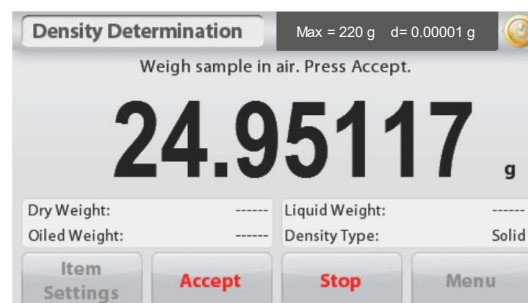 Density Determination Max = 220 g d= 0.00001 g
Weigh sample in air. Press Accept.
24.95117 g
Dry Weight: ------ Liquid Weight: ------
Oiled Weight: ------ Density Type: Solid
Item Settings Accept Stop Menu